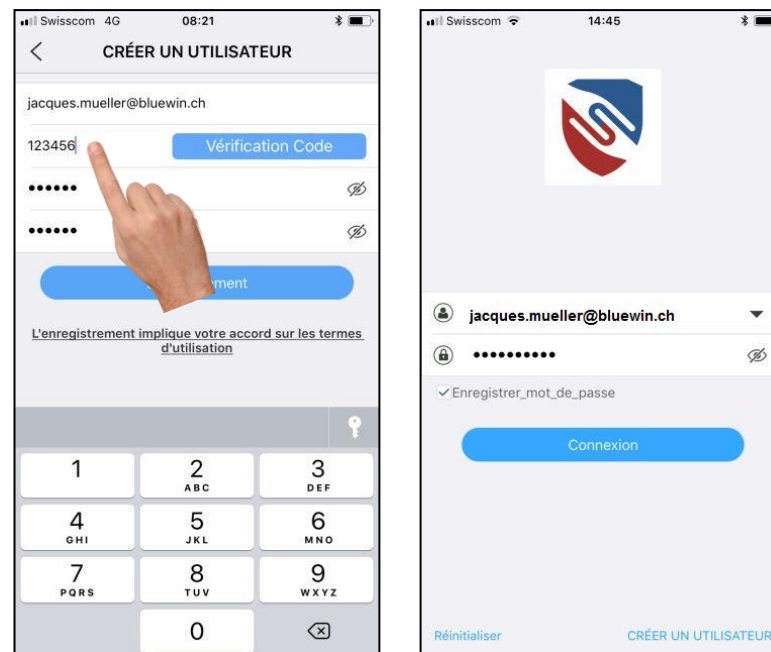 Swisscom 4G 08:21
CRÉER UN UTILISATEUR
jacques.mueller@bluewin.ch
123456 Vérification Code
••••••
••••••
L'enregistrement implique votre accord sur les termes
d'utilisation
1 2 3
ABC DEF
4 5 6
GHI JKL MNO
7 8 9
PQRS TUV WXYZ
0
Swisscom 14:45
jacques.mueller@bluewin.ch
••••••••••
Enregistrer_mot_de_passe
Connexion
Réinitialiser CRÉER UN UTILISATEUR